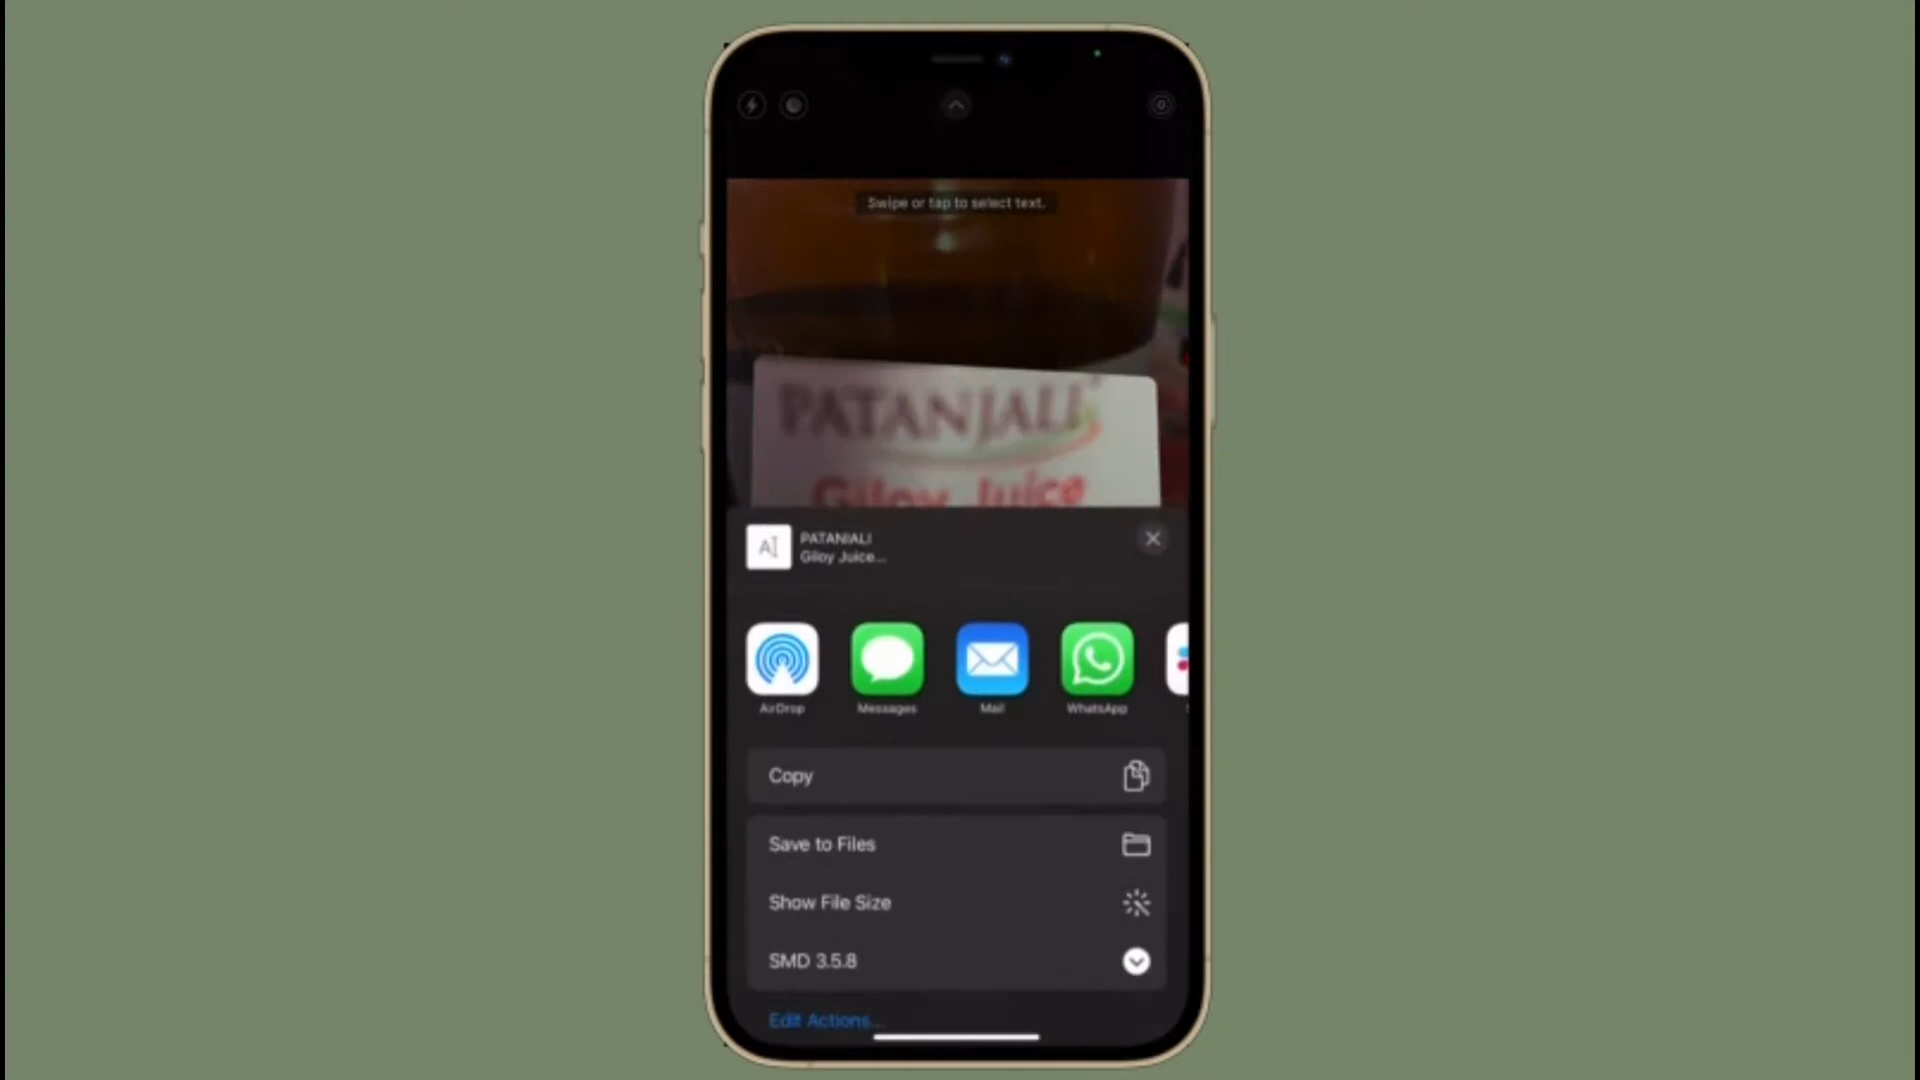 Swipe or tap to select text.
PATANJALI
Giloy Juice
PATANIALI
Giloy Juice...
AirDrop
Messages
Mail
WhatsApp
Copy
Save to Files
Show File Size
SMD 3.5.8
Edit Actions...